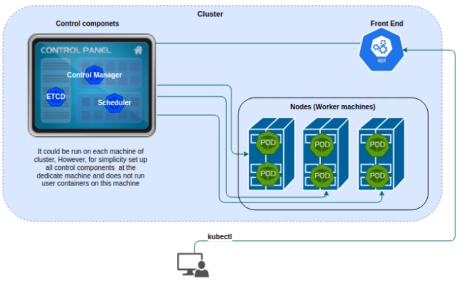 Cluster
Control componets
Front End
CONTROL PANEL
Control Manager
ETCD
Scheduler
api
Nodes (Worker machines)
POD
POD
POD
POD
POD
POD
It could be run on each machine of
cluster, However, for simplicity set up
all control components at the
dedicate machine and does not run
user containers on this machine
kubectl